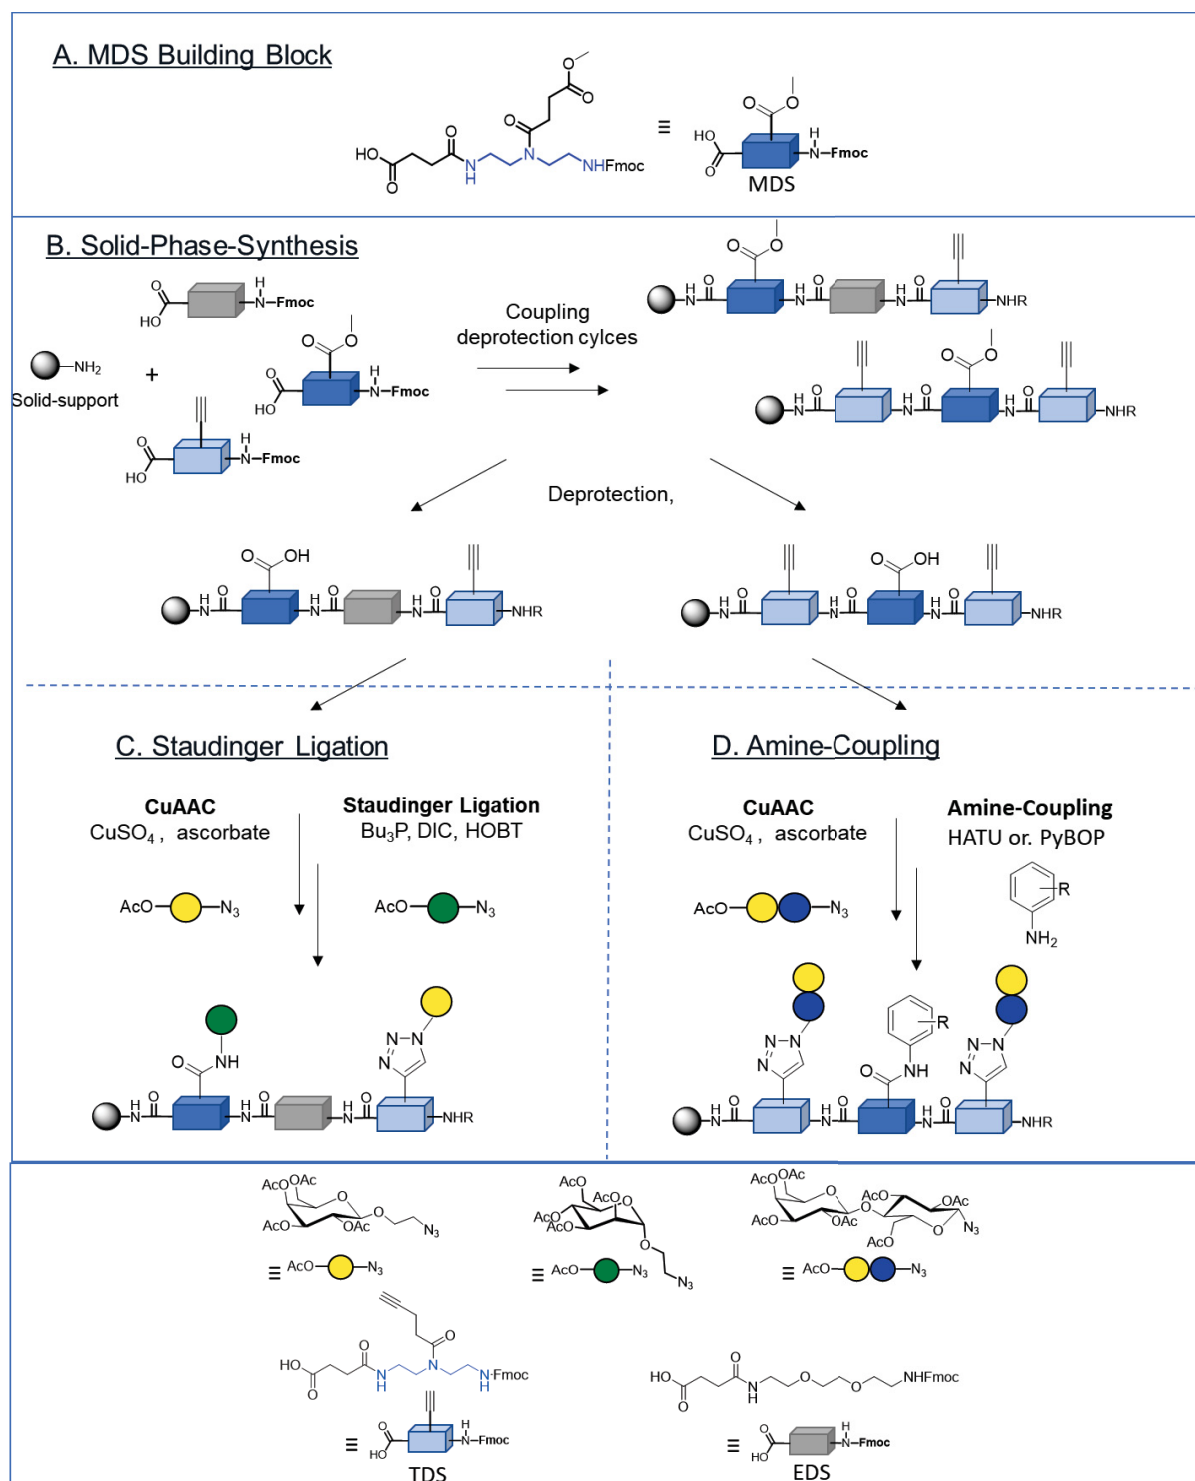 A. MDS Building Block
O
O
O
O
O
HO
O
N
H
N
NHFmoc
≡
O
O
HO
O
H
N–Fmoc
MDS
B. Solid-Phase-Synthesis
O
HO
H
N–Fmoc
NH₂
Solid-support
+
O
O
O
HO
H
N–Fmoc
O
HO
H
N–Fmoc
Coupling
deprotection cylces
O
O
H
N
O
H
N
O
H
N
O
NHR
O
O
H
N
O
H
N
O
H
N
O
NHR
Deprotection,
O
OH
H
N
O
H
N
O
H
N
O
NHR
O
OH
H
N
O
H
N
O
H
N
O
NHR
C. Staudinger Ligation
CuAAC
CuSO₄ , ascorbate
Staudinger Ligation
Bu₃P, DIC, HOBT
AcO
N₃
AcO
N₃
O
NH
N
N
N
H
N
O
H
N
O
H
N
O
NHR
D. Amine-Coupling
CuAAC
CuSO₄ , ascorbate
Amine-Coupling
HATU or. PyBOP
AcO
N₃
R
NH₂
N
N
N
R
O
NH
N
N
N
H
N
O
H
N
O
H
N
O
NHR
AcO
OAc
O
AcO
OAc
O
N₃
≡
AcO
N₃
AcO
OAc
O
AcO
AcO
O
N₃
≡
AcO
N₃
AcO
OAc
O
AcO
OAc
O
AcO
OAc
O
AcO
N₃
≡
AcO
N₃
O
O
HO
O
N
H
N
N
H
Fmoc
≡
O
HO
H
N–Fmoc
TDS
O
HO
O
N
H
O
O
NHFmoc
≡
O
HO
H
N–Fmoc
EDS